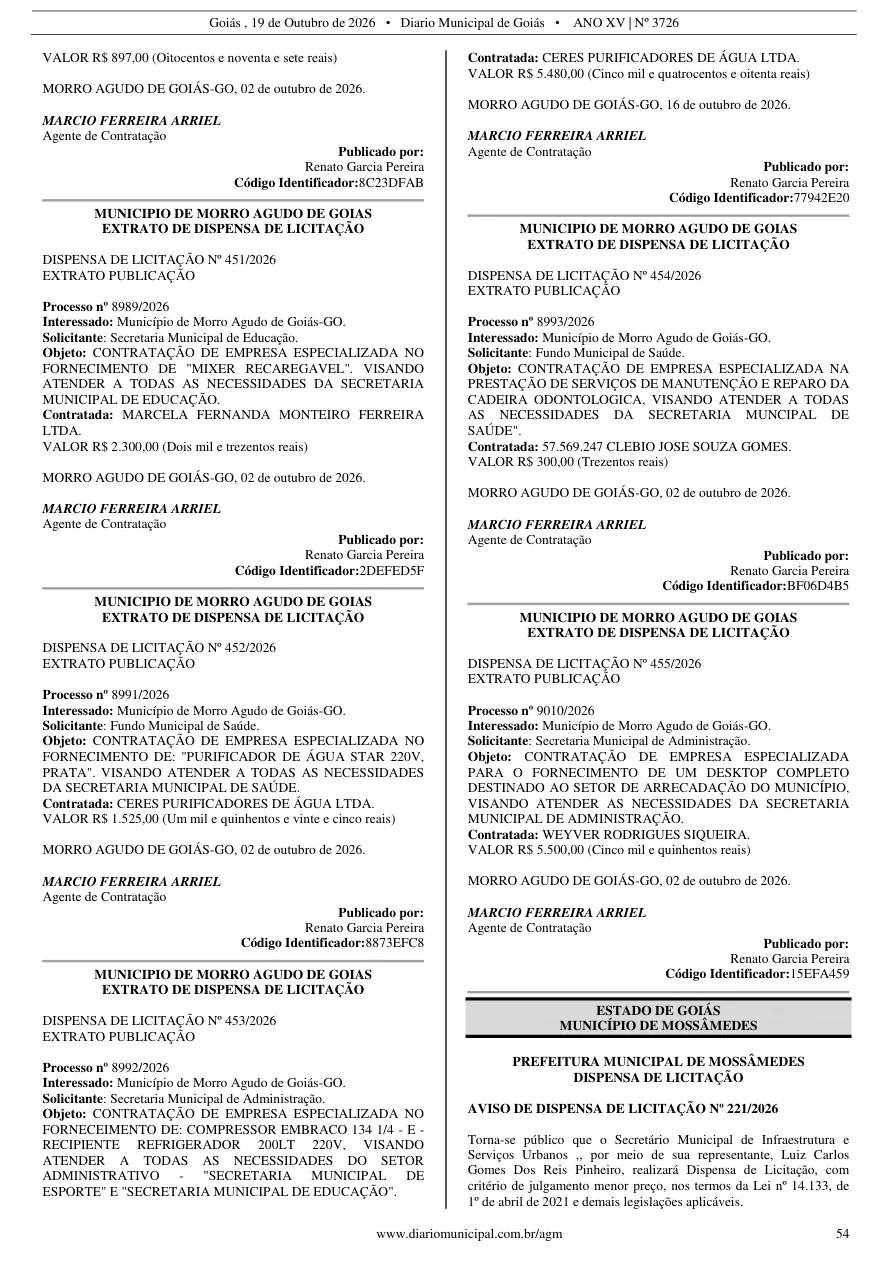 Goiás , 19 de Outubro de 2026 • Diario Municipal de Goiás • ANO XV | Nº 3726
VALOR R$ 897,00 (Oitocentos e noventa e sete reais)
MORRO AGUDO DE GOIÁS-GO, 02 de outubro de 2026.
MARCIO FERREIRA ARRIEL
Agente de Contratação
Publicado por:
Renato Garcia Pereira
Código Identificador:8C23DFAB
MUNICIPIO DE MORRO AGUDO DE GOIAS
EXTRATO DE DISPENSA DE LICITAÇÃO
DISPENSA DE LICITAÇÃO Nº 451/2026
EXTRATO PUBLICAÇÃO
Processo nº 8989/2026
Interessado: Município de Morro Agudo de Goiás-GO.
Solicitante: Secretaria Municipal de Educação.
Objeto: CONTRATAÇÃO DE EMPRESA ESPECIALIZADA NO
FORNECIMENTO DE "MIXER RECAREGAVEL". VISANDO
ATENDER A TODAS AS NECESSIDADES DA SECRETARIA
MUNICIPAL DE EDUCAÇÃO.
Contratada: MARCELA FERNANDA MONTEIRO FERREIRA
LTDA.
VALOR R$ 2.300,00 (Dois mil e trezentos reais)
MORRO AGUDO DE GOIÁS-GO, 02 de outubro de 2026.
MARCIO FERREIRA ARRIEL
Agente de Contratação
Publicado por:
Renato Garcia Pereira
Código Identificador:2DEFED5F
MUNICIPIO DE MORRO AGUDO DE GOIAS
EXTRATO DE DISPENSA DE LICITAÇÃO
DISPENSA DE LICITAÇÃO Nº 452/2026
EXTRATO PUBLICAÇÃO
Processo nº 8991/2026
Interessado: Município de Morro Agudo de Goiás-GO.
Solicitante: Fundo Municipal de Saúde.
Objeto: CONTRATAÇÃO DE EMPRESA ESPECIALIZADA NO
FORNECIMENTO DE: "PURIFICADOR DE ÁGUA STAR 220V,
PRATA". VISANDO ATENDER A TODAS AS NECESSIDADES
DA SECRETARIA MUNICIPAL DE SAÚDE.
Contratada: CERES PURIFICADORES DE ÁGUA LTDA.
VALOR R$ 1.525,00 (Um mil e quinhentos e vinte e cinco reais)
MORRO AGUDO DE GOIÁS-GO, 02 de outubro de 2026.
MARCIO FERREIRA ARRIEL
Agente de Contratação
Publicado por:
Renato Garcia Pereira
Código Identificador:8873EFC8
MUNICIPIO DE MORRO AGUDO DE GOIAS
EXTRATO DE DISPENSA DE LICITAÇÃO
DISPENSA DE LICITAÇÃO Nº 453/2026
EXTRATO PUBLICAÇÃO
Processo nº 8992/2026
Interessado: Município de Morro Agudo de Goiás-GO.
Solicitante: Secretaria Municipal de Administração.
Objeto: CONTRATAÇÃO DE EMPRESA ESPECIALIZADA NO
FORNECEIMENTO DE: COMPRESSOR EMBRACO 134 1/4 - E -
RECIPIENTE REFRIGERADOR 200LT 220V, VISANDO
ATENDER A TODAS AS NECESSIDADES DO SETOR
ADMINISTRATIVO - "SECRETARIA MUNICIPAL DE
ESPORTE" E "SECRETARIA MUNICIPAL DE EDUCAÇÃO".
Contratada: CERES PURIFICADORES DE ÁGUA LTDA.
VALOR R$ 5.480,00 (Cinco mil e quatrocentos e oitenta reais)
MORRO AGUDO DE GOIÁS-GO, 16 de outubro de 2026.
MARCIO FERREIRA ARRIEL
Agente de Contratação
Publicado por:
Renato Garcia Pereira
Código Identificador:77942E20
MUNICIPIO DE MORRO AGUDO DE GOIAS
EXTRATO DE DISPENSA DE LICITAÇÃO
DISPENSA DE LICITAÇÃO Nº 454/2026
EXTRATO PUBLICAÇÃO
Processo nº 8993/2026
Interessado: Município de Morro Agudo de Goiás-GO.
Solicitante: Fundo Municipal de Saúde.
Objeto: CONTRATAÇÃO DE EMPRESA ESPECIALIZADA NA
PRESTAÇÃO DE SERVIÇOS DE MANUTENÇÃO E REPARO DA
CADEIRA ODONTOLOGICA, VISANDO ATENDER A TODAS
AS NECESSIDADES DA SECRETARIA MUNCIPAL DE
SAÚDE".
Contratada: 57.569.247 CLEBIO JOSE SOUZA GOMES.
VALOR R$ 300,00 (Trezentos reais)
MORRO AGUDO DE GOIÁS-GO, 02 de outubro de 2026.
MARCIO FERREIRA ARRIEL
Agente de Contratação
Publicado por:
Renato Garcia Pereira
Código Identificador:BF06D4B5
MUNICIPIO DE MORRO AGUDO DE GOIAS
EXTRATO DE DISPENSA DE LICITAÇÃO
DISPENSA DE LICITAÇÃO Nº 455/2026
EXTRATO PUBLICAÇÃO
Processo nº 9010/2026
Interessado: Município de Morro Agudo de Goiás-GO.
Solicitante: Secretaria Municipal de Administração.
Objeto: CONTRATAÇÃO DE EMPRESA ESPECIALIZADA
PARA O FORNECIMENTO DE UM DESKTOP COMPLETO
DESTINADO AO SETOR DE ARRECADAÇÃO DO MUNICÍPIO,
VISANDO ATENDER AS NECESSIDADES DA SECRETARIA
MUNICIPAL DE ADMINISTRAÇÃO.
Contratada: WEYVER RODRIGUES SIQUEIRA.
VALOR R$ 5.500,00 (Cinco mil e quinhentos reais)
MORRO AGUDO DE GOIÁS-GO, 02 de outubro de 2026.
MARCIO FERREIRA ARRIEL
Agente de Contratação
Publicado por:
Renato Garcia Pereira
Código Identificador:15EFA459
ESTADO DE GOIÁS
MUNICÍPIO DE MOSSÂMEDES
PREFEITURA MUNICIPAL DE MOSSÂMEDES
DISPENSA DE LICITAÇÃO
AVISO DE DISPENSA DE LICITAÇÃO Nº 221/2026
Torna-se público que o Secretário Municipal de Infraestrutura e
Serviços Urbanos ,, por meio de sua representante, Luiz Carlos
Gomes Dos Reis Pinheiro, realizará Dispensa de Licitação, com
critério de julgamento menor preço, nos termos da Lei nº 14.133, de
1º de abril de 2021 e demais legislações aplicáveis.
www.diariomunicipal.com.br/agm 54